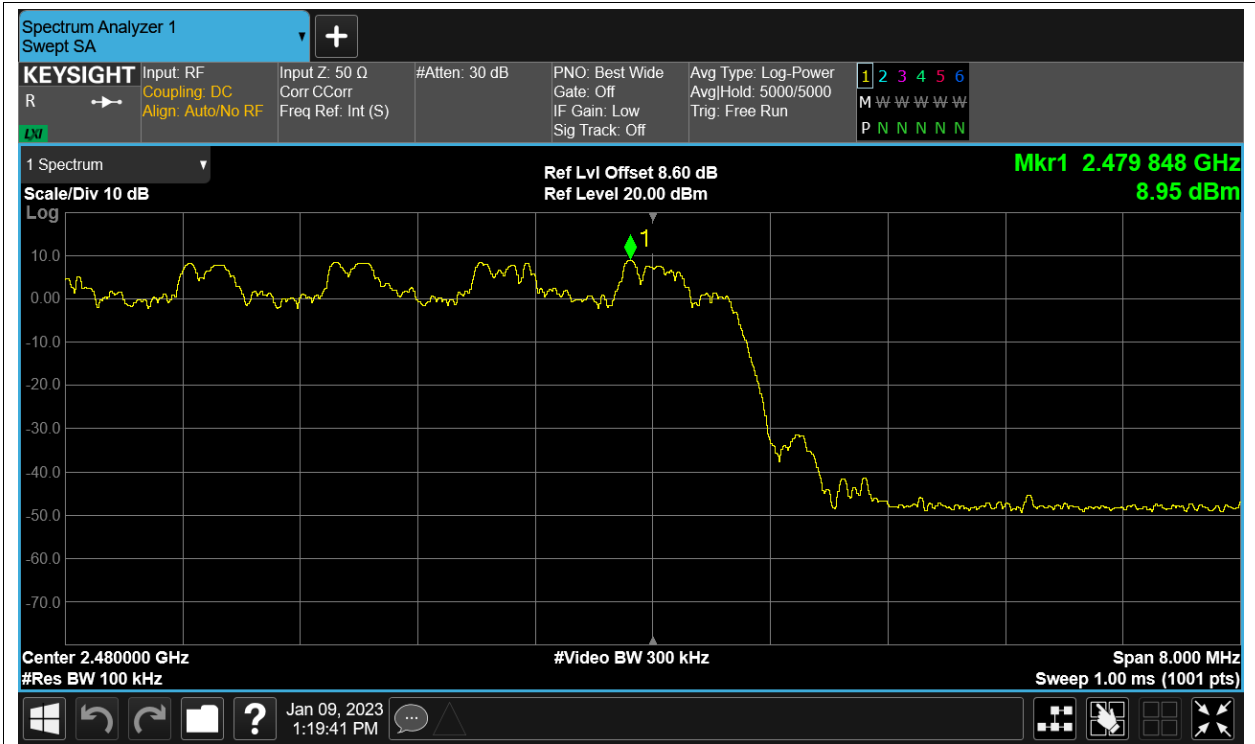 Spectrum Analyzer 1
Swept SA
KEYSIGHT
R
LXI
Input: RF
Coupling: DC
Align: Auto/No RF
Input Z: 50 Ω
Corr CCorr
Freq Ref: Int (S)
#Atten: 30 dB
PNO: Best Wide
Gate: Off
IF Gain: Low
Sig Track: Off
Avg Type: Log-Power
Avg|Hold: 5000/5000
Trig: Free Run
1 2 3 4 5 6
M W W W W W
P N N N N N
1 Spectrum
Scale/Div 10 dB
Log
Ref Lvl Offset 8.60 dB
Ref Level 20.00 dBm
Mkr1 2.479 848 GHz
8.95 dBm
1
10.0
0.00
-10.0
-20.0
-30.0
-40.0
-50.0
-60.0
-70.0
Center 2.480000 GHz
#Video BW 300 kHz
Span 8.000 MHz
#Res BW 100 kHz
Sweep 1.00 ms (1001 pts)
?
Jan 09, 2023
1:19:41 PM